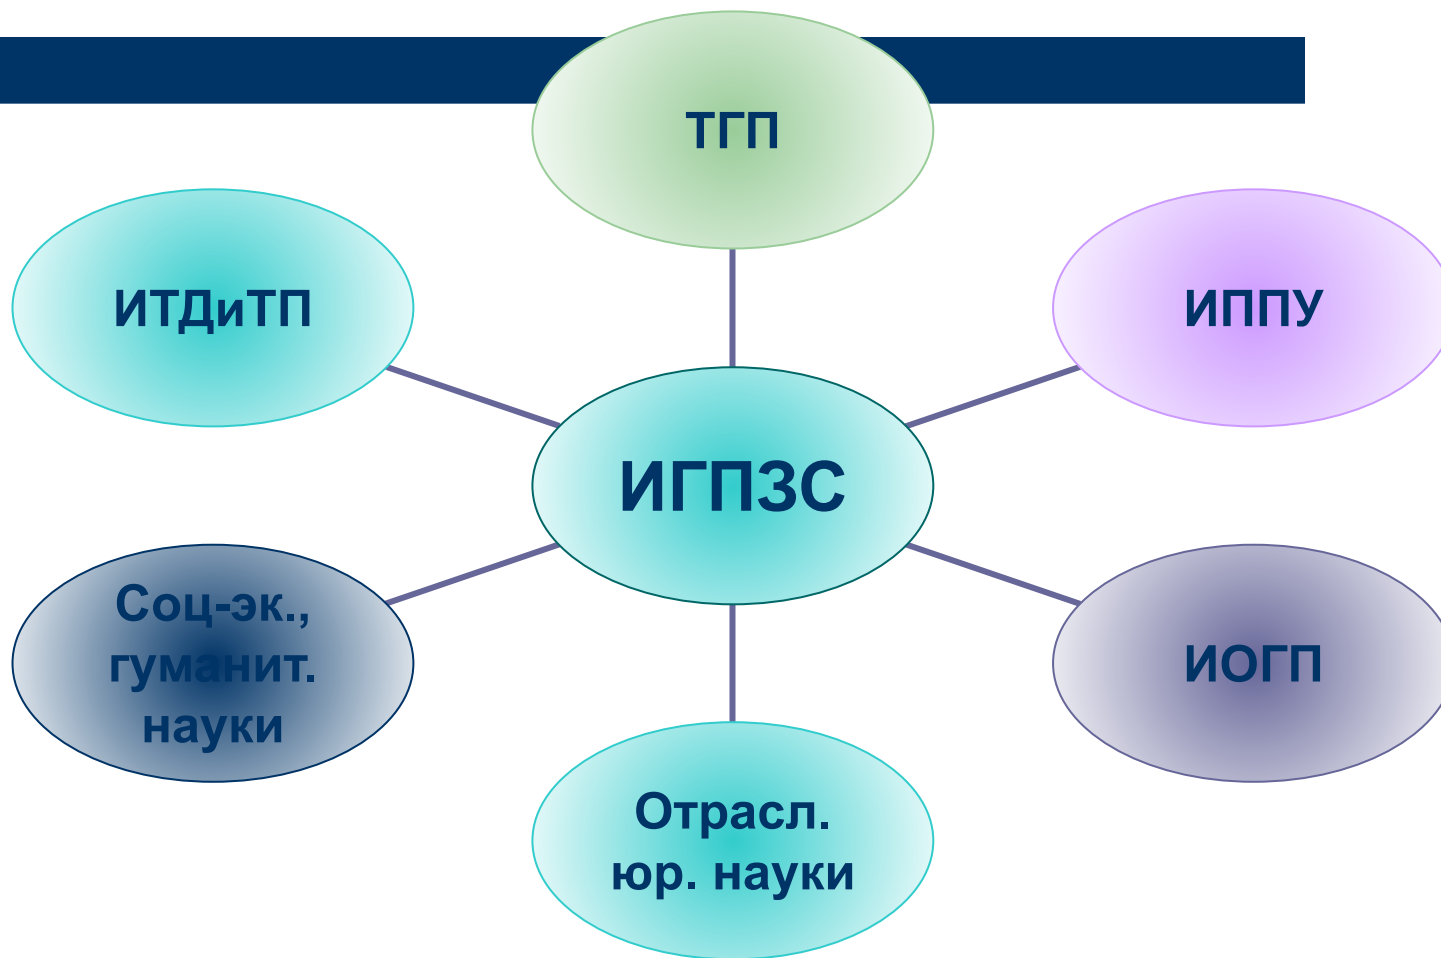 ТГП
ИТДиТП
ИППУ
ИГПЗС
Соц-эк.,
гуманит.
науки
ИОГП
Отрасл.
юр. науки